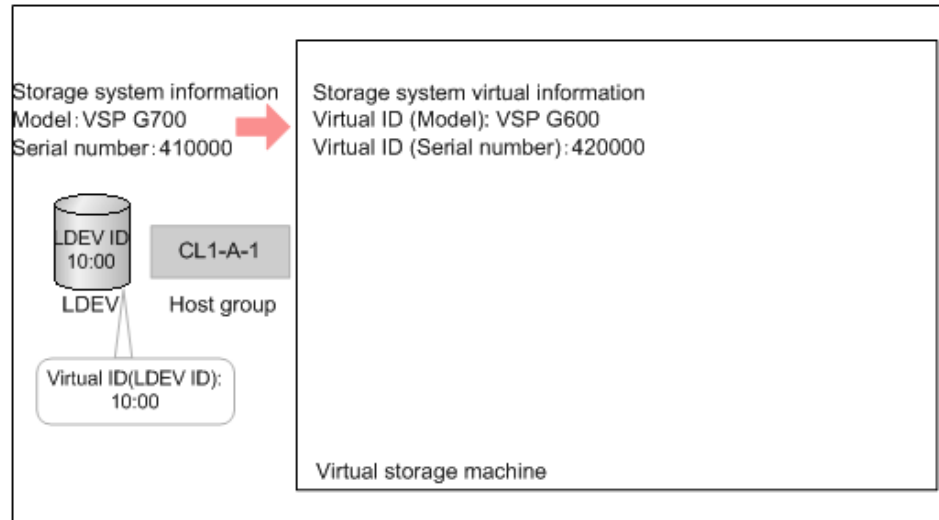 Storage system information
Model:VSP G700
Serial number:410000
Storage system virtual information
Virtual ID (Model): VSP G600
Virtual ID (Serial number):420000
LDEV ID
10:00
CL1-A-1
LDEV
Host group
Virtual ID(LDEV ID):
10:00
Virtual storage machine